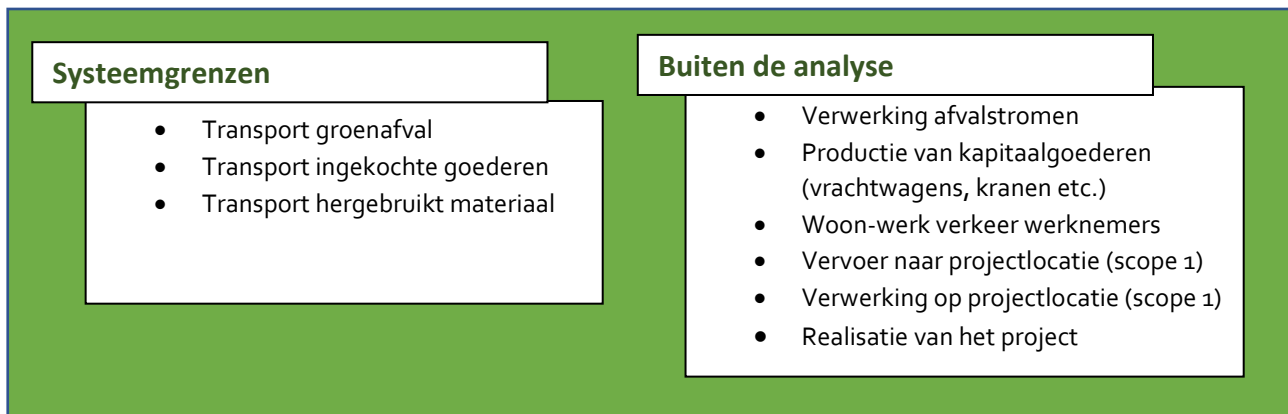 Systeemgrenzen
• Transport groenafval
• Transport ingekochte goederen
• Transport hergebruikt materiaal
Buiten de analyse
• Verwerking afvalstromen
• Productie van kapitaalgoederen
(vrachtwagens, kranen etc.)
• Woon-werk verkeer werknemers
• Vervoer naar projectlocatie (scope 1)
• Verwerking op projectlocatie (scope 1)
• Realisatie van het project